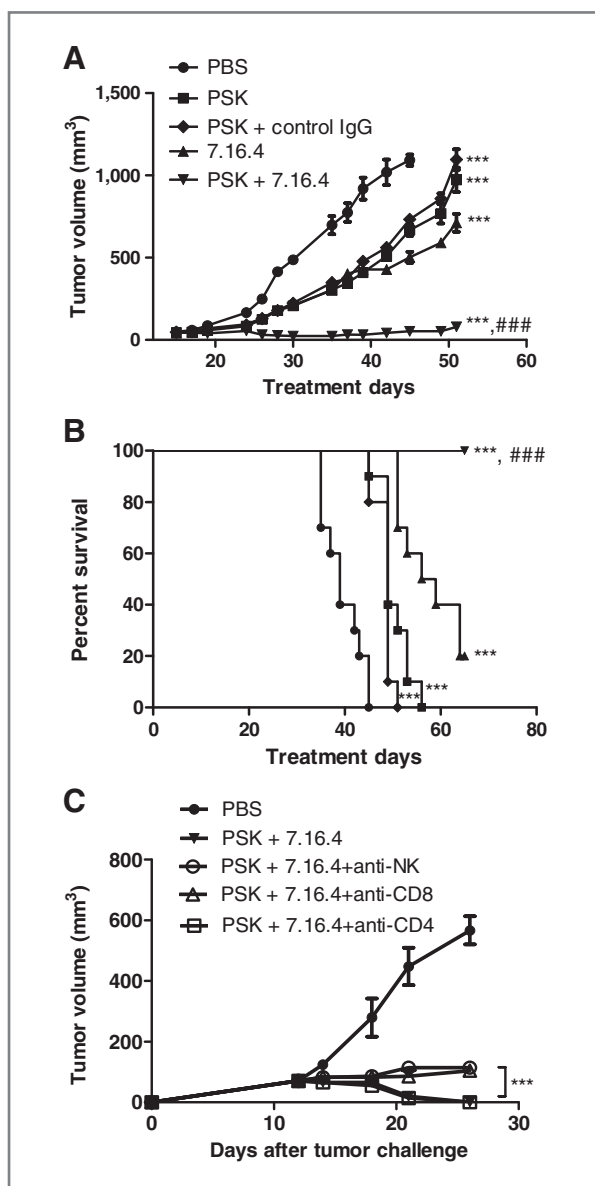 A
PBS
PSK
PSK + control IgG
7.16.4
PSK + 7.16.4
Tumor volume (mm³)
1,500
1,000
500
0
***
***
***
***,###
20 40 50 60
Treatment days
B
Percent survival
100
80
60
40
20
0
***, ###
***
***
***
0 20 40 60 80
Treatment days
C
PBS
PSK + 7.16.4
PSK + 7.16.4+anti-NK
PSK + 7.16.4+anti-CD8
PSK + 7.16.4+anti-CD4
Tumor volume (mm³)
800
600
400
200
0
***
0 10 20 30
Days after tumor challenge